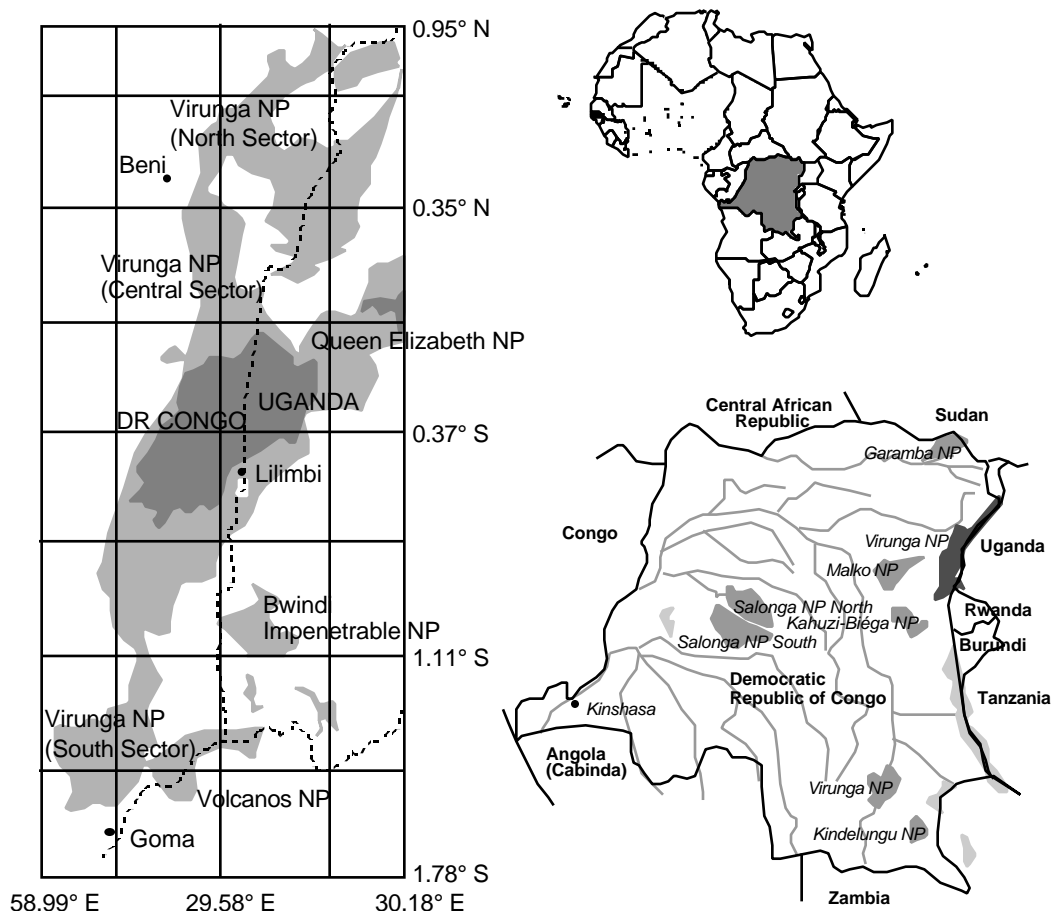 0.95° N
Virunga NP
(North Sector)
Beni
0.35° N
Virunga NP
(Central Sector)
Queen Elizabeth NP
UGANDA
DR CONGO
0.37° S
Lilimbi
Bwind
Impenetrable NP
1.11° S
Virunga NP
(South Sector)
Volcanos NP
Goma
1.78° S
58.99° E
29.58° E
30.18° E
Central African
Republic
Sudan
Garamba NP
Congo
Virunga NP
Uganda
Malko NP
Salonga NP North
Rwanda
Kahuzi-Biéga NP
Salonga NP South
Burundi
Democratic
Republic of Congo
Tanzania
Kinshasa
Angola
(Cabinda)
Virunga NP
Kindelungu NP
Zambia